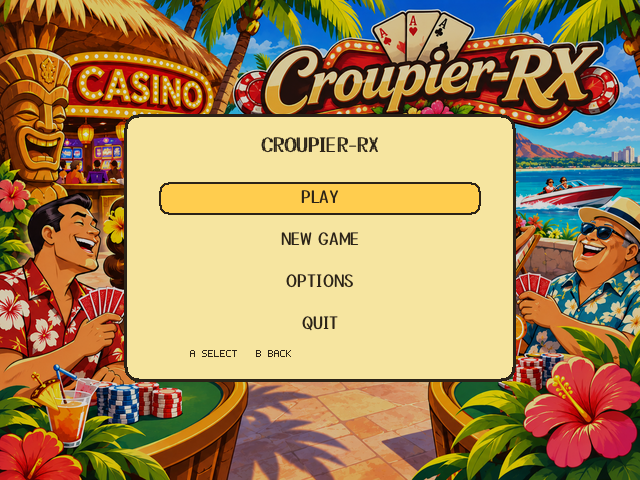 CASINO
Croupier-RX
CROUPIER-RX
PLAY
NEW GAME
OPTIONS
QUIT
A SELECT B BACK